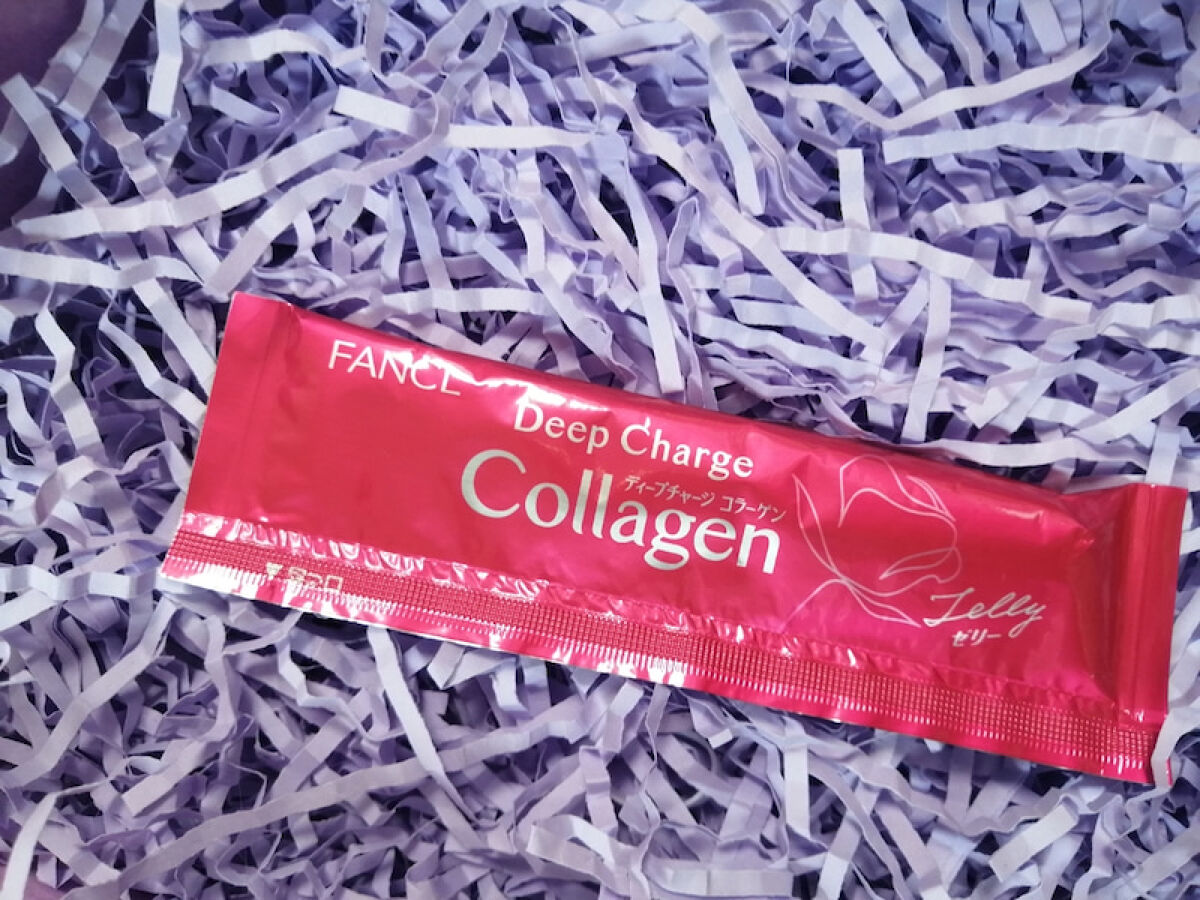 FANCL
Deep Charge
ディープチャージ コラーゲン
Collagen
Jelly
ゼリー